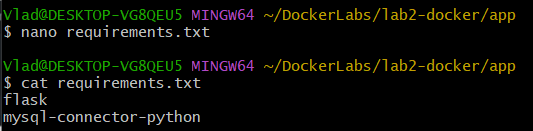 Vlad@DESKTOP-VG8QEU5 MINGW64 ~/DockerLabs/lab2-docker/app
$ nano requirements.txt
Vlad@DESKTOP-VG8QEU5 MINGW64 ~/DockerLabs/lab2-docker/app
$ cat requirements.txt
flask
mysql-connector-python